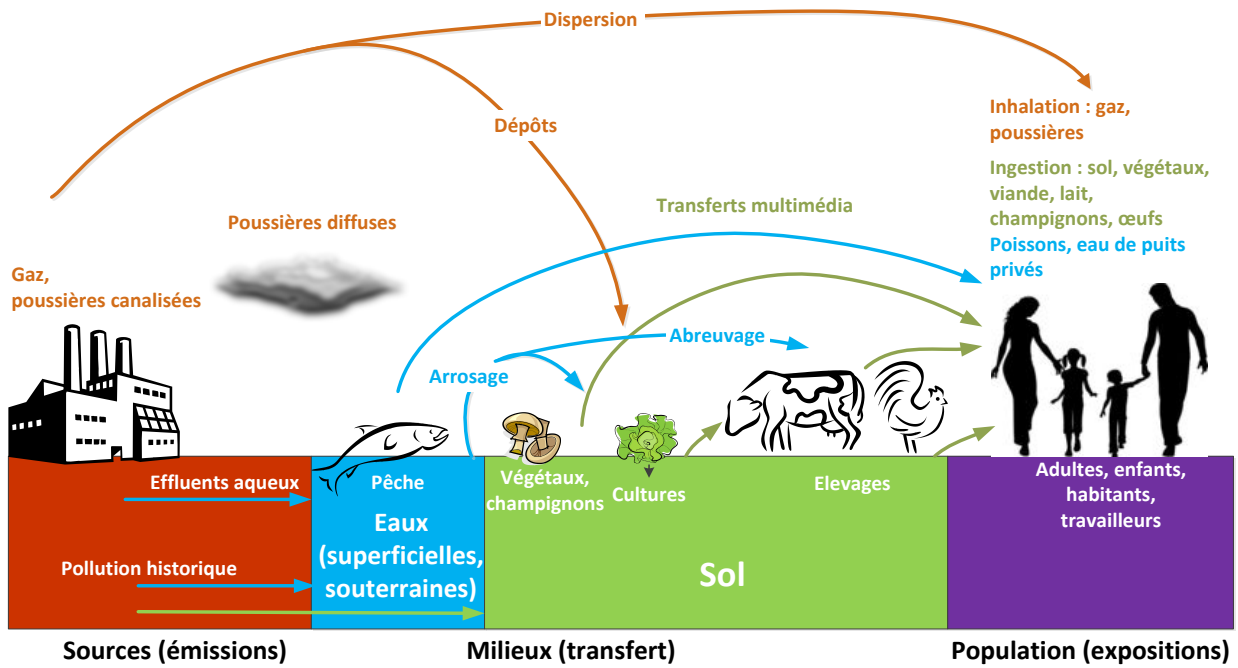 Dispersion
Dépôts
Inhalation : gaz,
poussières
Ingestion : sol, végétaux,
viande, lait,
champignons, œufs
Poissons, eau de puits
privés
Transferts multimédia
Poussières diffuses
Gaz,
poussières canalisées
Abreuvage
Arrosage
Effluents aqueux
Pêche
Végétaux,
champignons
Cultures
Elevages
Adultes, enfants,
habitants,
travailleurs
Eaux
(superficielles,
souterraines)
Pollution historique
Sol
Sources (émissions)
Milieux (transfert)
Population (expositions)